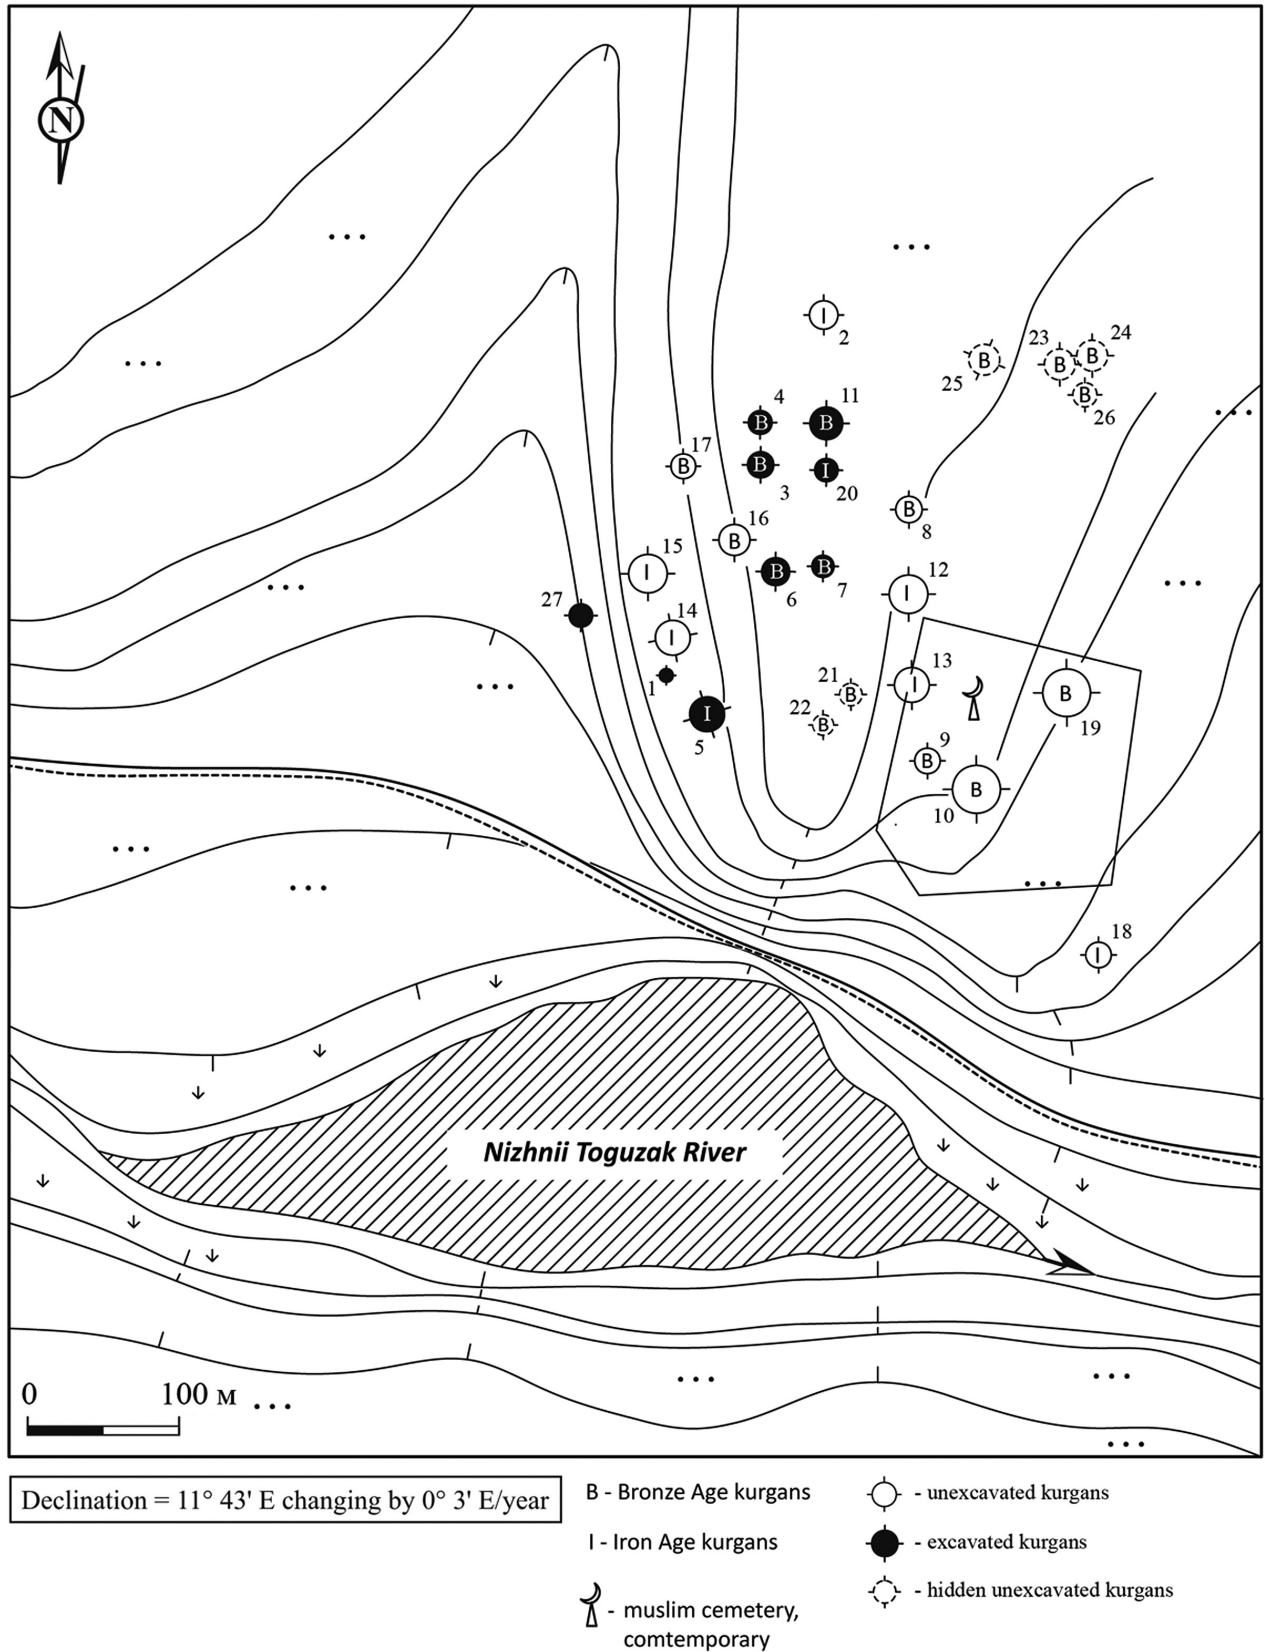 N
I
2
23
24
B
B
B
25
B
26
4
11
B
B
17
B
B
I
3
20
16
B
8
B
15
I
B
6
B
7
12
I
27
14
I
1
I
5
21
B
22
B
13
I
B
19
9
B
B
10
18
I
Nizhnii Toguzak River
0 100 м
Declination = 11° 43' E changing by 0° 3' E/year
B - Bronze Age kurgans
I - Iron Age kurgans
- muslim cemetery,
comtemporary
- unexcavated kurgans
- excavated kurgans
- hidden unexcavated kurgans